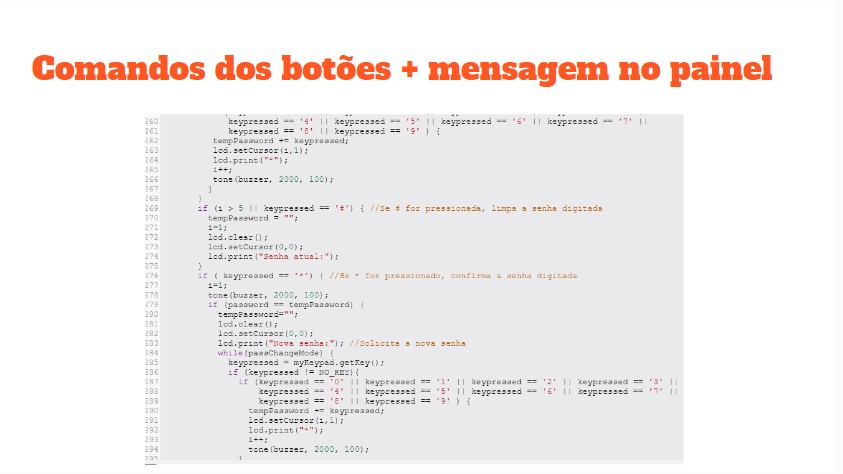 Comandos dos botões + mensagem no painel
260 keypressed == '4' || keypressed == '5' || keypressed == '6' || keypressed == '7' ||
261 keypressed == '8' || keypressed == '9' ) {
262 tempPassword += keypressed;
263 lcd.setCursor(i,1);
264 lcd.print("*");
265 i++;
266 tone(buzzer, 2000, 100);
267 }
268 }
269 if (i > 5 || keypressed == '#') { //Se # for pressionada, limpa a senha digitada
270 tempPassword = "";
271 i=1;
272 lcd.clear();
273 lcd.setCursor(0,0);
274 lcd.print("Senha atual:");
275 }
276 if ( keypressed == '*') { //Se * for pressionado, confirma a senha digitada
277 i=1;
278 tone(buzzer, 2000, 100);
279 if (password == tempPassword) {
280 tempPassword="";
281 lcd.clear();
282 lcd.setCursor(0,0);
283 lcd.print("Nova senha:"); //Solicita a nova senha
284 while(passChangeMode) {
285 keypressed = myKeypad.getKey();
286 if (keypressed != NO_KEY){
287 if (keypressed == '0' || keypressed == '1' || keypressed == '2' || keypressed == '3' ||
288 keypressed == '4' || keypressed == '5' || keypressed == '6' || keypressed == '7' ||
289 keypressed == '8' || keypressed == '9' ) {
290 tempPassword += keypressed;
291 lcd.setCursor(i,1);
292 lcd.print("*");
293 i++;
294 tone(buzzer, 2000, 100);
295 }